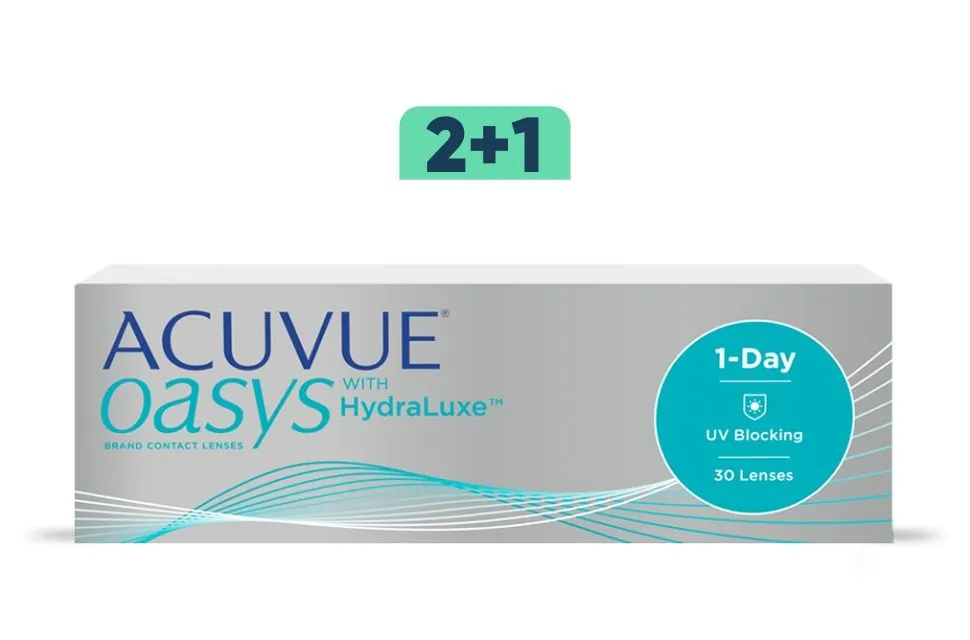 2+1
ACUVUE®
oasys WITH
HydraLuxe™
BRAND CONTACT LENSES
1-Day
UV Blocking
30 Lenses